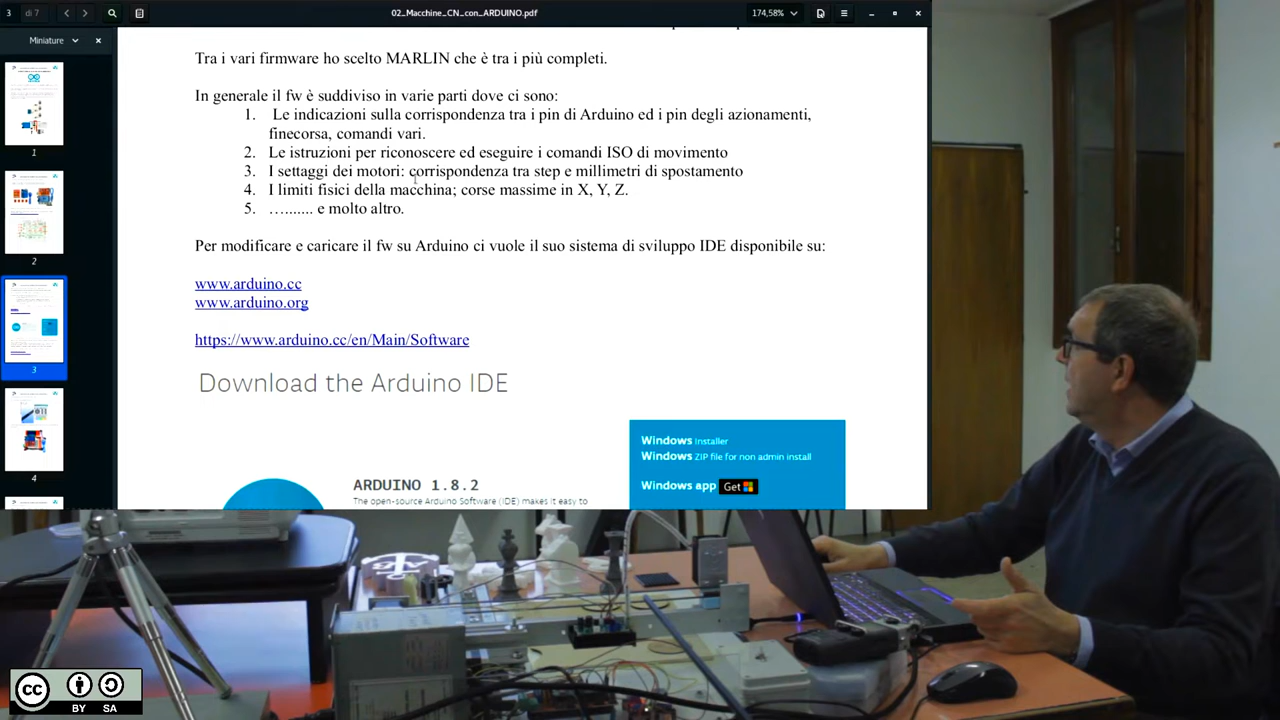 3 di 7
02_Macchine_CN_con_ARDUINO.pdf
174,58%
Miniature
Tra i vari firmware ho scelto MARLIN che è tra i più completi.
In generale il fw è suddiviso in varie parti dove ci sono:
1. Le indicazioni sulla corrispondenza tra i pin di Arduino ed i pin degli azionamenti,
finecorsa, comandi vari.
2. Le istruzioni per riconoscere ed eseguire i comandi ISO di movimento
3. I settaggi dei motori: corrispondenza tra step e millimetri di spostamento
4. I limiti fisici della macchina; corse massime in X, Y, Z.
5. ….….... e molto altro.
Per modificare e caricare il fw su Arduino ci vuole il suo sistema di sviluppo IDE disponibile su:
www.arduino.cc
www.arduino.org
https://www.arduino.cc/en/Main/Software
Download the Arduino IDE
Windows Installer
Windows ZIP file for non admin install
Windows app Get
ARDUINO 1.8.2
The open-source Arduino Software (IDE) makes it easy to
1
2
3
4
CC BY SA